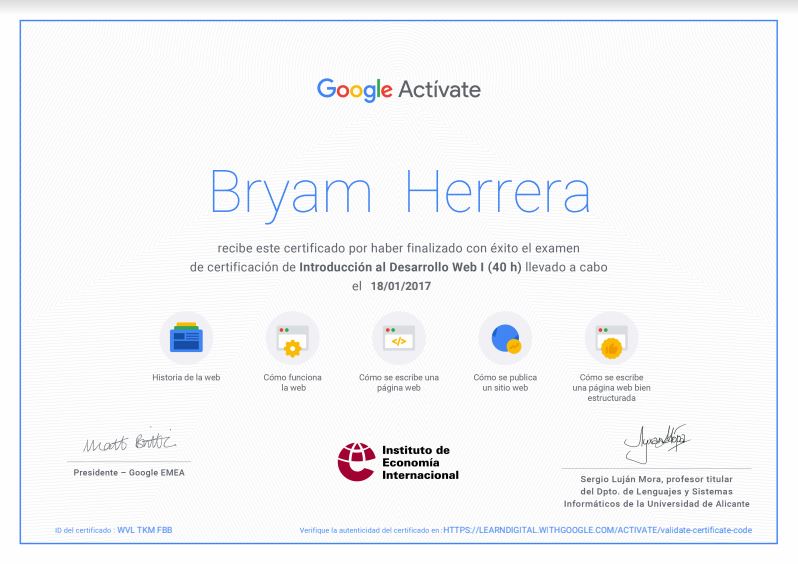 Google Actívate
Bryam Herrera
recibe este certificado por haber finalizado con éxito el examen
de certificación de Introducción al Desarrollo Web I (40 h) llevado a cabo
el 18/01/2017
</>
Historia de la web
Cómo funciona
la web
Cómo se escribe una
página web
Cómo se publica
un sitio web
Cómo se escribe
una página web bien
estructurada
Matt Brittin
Presidente – Google EMEA
Instituto de
Economía
Internacional
Sergio Luján Mora, profesor titular
del Dpto. de Lenguajes y Sistemas
Informáticos de la Universidad de Alicante
ID del certificado : WVL TKM FBB
Verifique la autenticidad del certificado en : HTTPS://LEARNDIGITAL.WITHGOOGLE.COM/ACTIVATE/validate-certificate-code